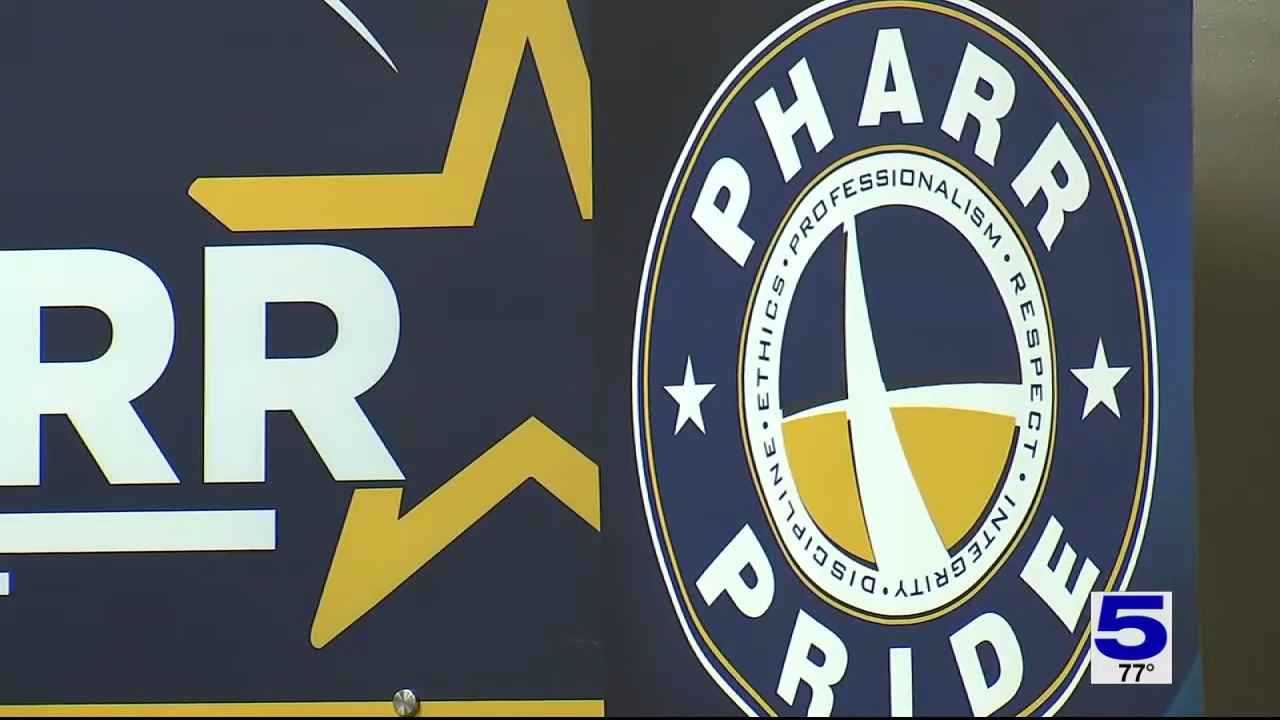 RR
PHARR
PROFESSIONALISM • RESPECT • INTEGRITY • DISCIPLINE • ETHICS •
PRIDE
5
77°